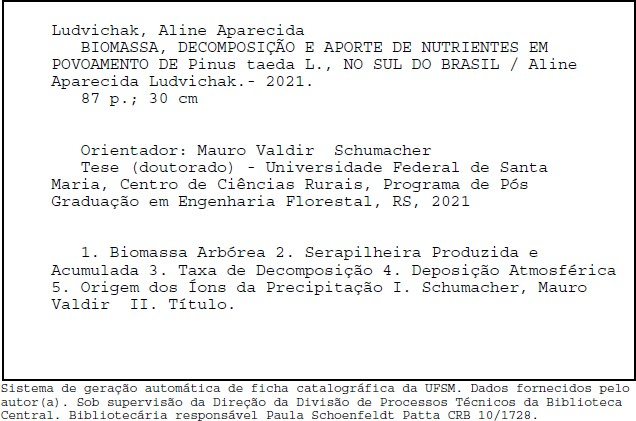 Ludvichak, Aline Aparecida
BIOMASSA, DECOMPOSIÇÃO E APORTE DE NUTRIENTES EM
POVOAMENTO DE Pinus taeda L., NO SUL DO BRASIL / Aline
Aparecida Ludvichak.- 2021.
87 p.; 30 cm
Orientador: Mauro Valdir  Schumacher
Tese (doutorado) - Universidade Federal de Santa
Maria, Centro de Ciências Rurais, Programa de Pós
Graduação em Engenharia Florestal, RS, 2021
1. Biomassa Arbórea 2. Serapilheira Produzida e
Acumulada 3. Taxa de Decomposição 4. Deposição Atmosférica
5. Origem dos Íons da Precipitação I. Schumacher, Mauro
Valdir  II. Título.
Sistema de geração automática de ficha catalográfica da UFSM. Dados fornecidos pelo
autor(a). Sob supervisão da Direção da Divisão de Processos Técnicos da Biblioteca
Central. Bibliotecária responsável Paula Schoenfeldt Patta CRB 10/1728.